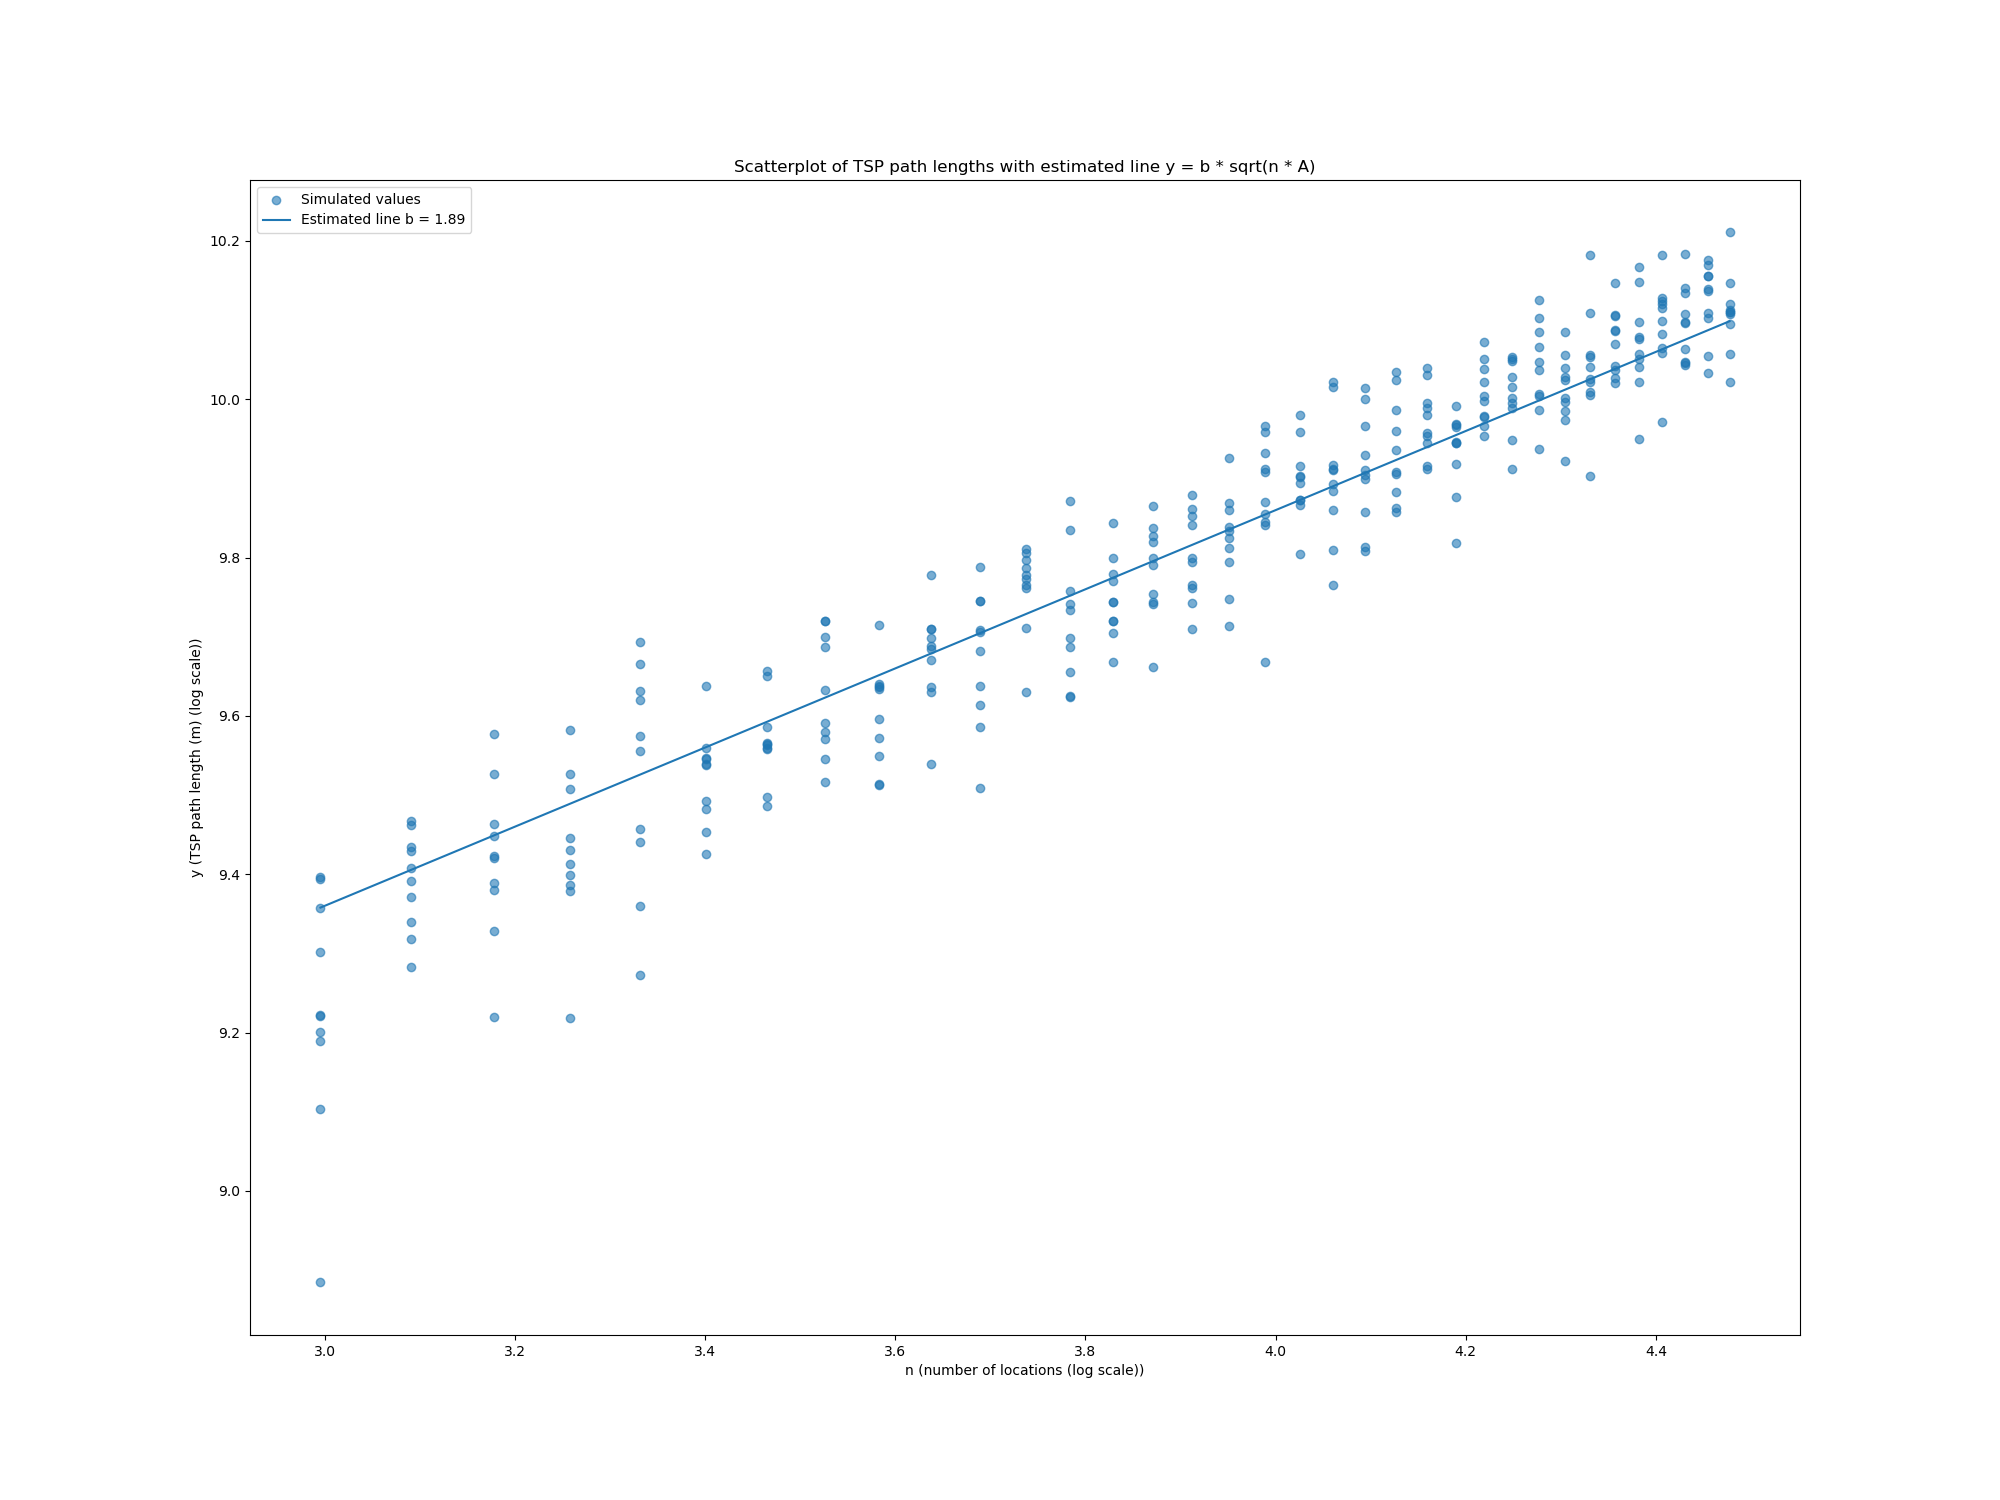 Scatterplot of TSP path lengths with estimated line y = b * sqrt(n * A)
Simulated values
Estimated line b = 1.89
10.2
10.0
9.8
9.6
9.4
9.2
9.0
y (TSP path length (m) (log scale))
3.0 3.2 3.4 3.6 3.8 4.0 4.2 4.4
n (number of locations (log scale))